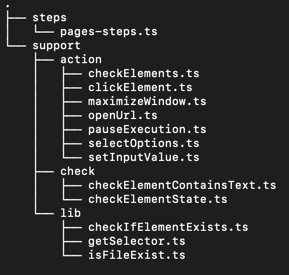 .
├── steps
│   └── pages-steps.ts
└── support
    ├── action
    │   ├── checkElements.ts
    │   ├── clickElement.ts
    │   ├── maximizeWindow.ts
    │   ├── openUrl.ts
    │   ├── pauseExecution.ts
    │   ├── selectOptions.ts
    │   └── setInputValue.ts
    ├── check
    │   ├── checkElementContainsText.ts
    │   └── checkElementState.ts
    └── lib
        ├── checkIfElementExists.ts
        ├── getSelector.ts
        └── isFileExist.ts